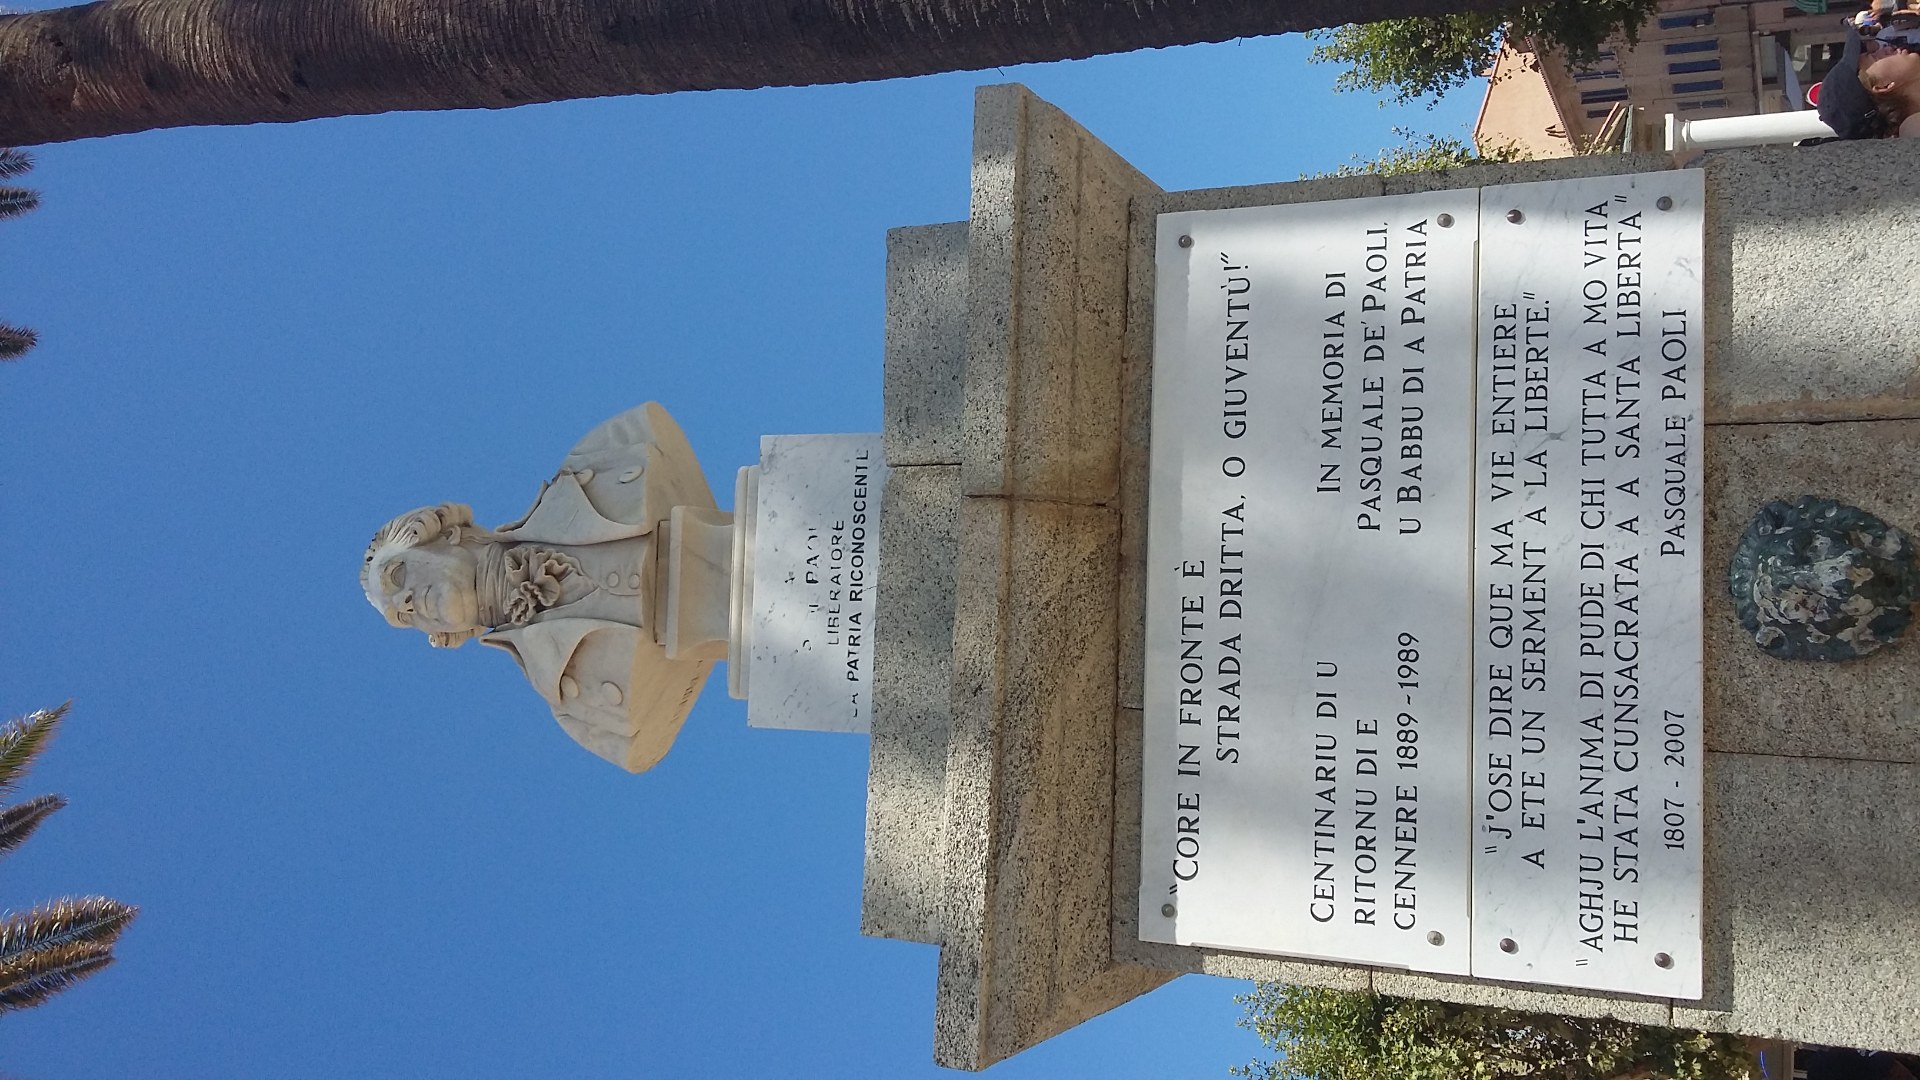 PAOLI
LIBERATORE
LA PATRIA RICONOSCENTE
"CORE IN FRONTE È
STRADA DRITTA, O GIUVENTÙ!"
IN MEMORIA DI
PASQUALE DE' PAOLI,
U BABBU DI A PATRIA
CENTINARIU DI U
RITORNU DI E
CENNERE 1889-1989
"J'OSE DIRE QUE MA VIE ENTIERE
A ETE UN SERMENT A LA LIBERTE."
"AGHJU L'ANIMA DI PUDE DI CHI TUTTA A MO VITA
HE STATA CUNSACRATA A A SANTA LIBERTA"
1807 - 2007 PASQUALE PAOLI